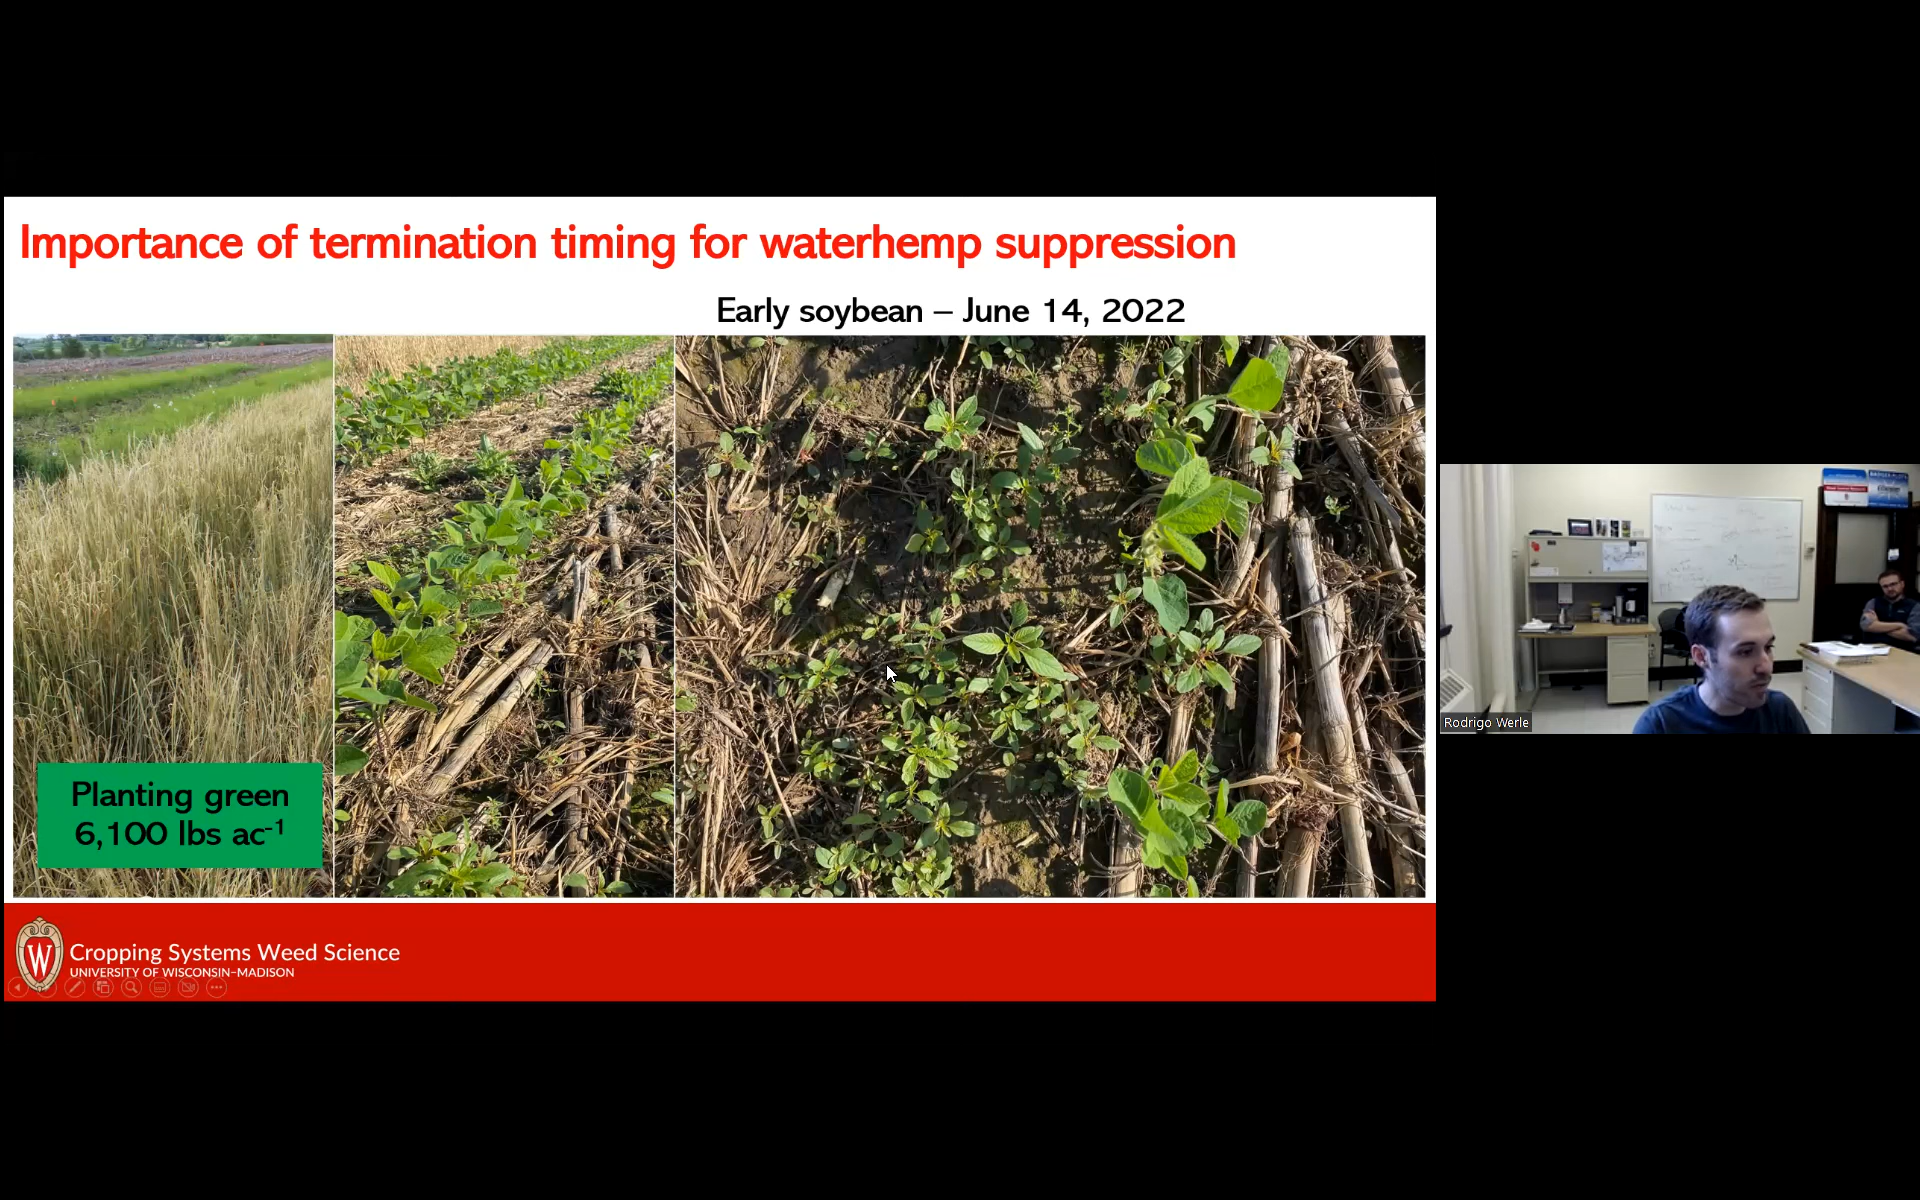 Importance of termination timing for waterhemp suppression
Early soybean – June 14, 2022
Planting green
6,100 lbs ac⁻¹
W
Cropping Systems Weed Science
UNIVERSITY OF WISCONSIN–MADISON
Rodrigo Werle